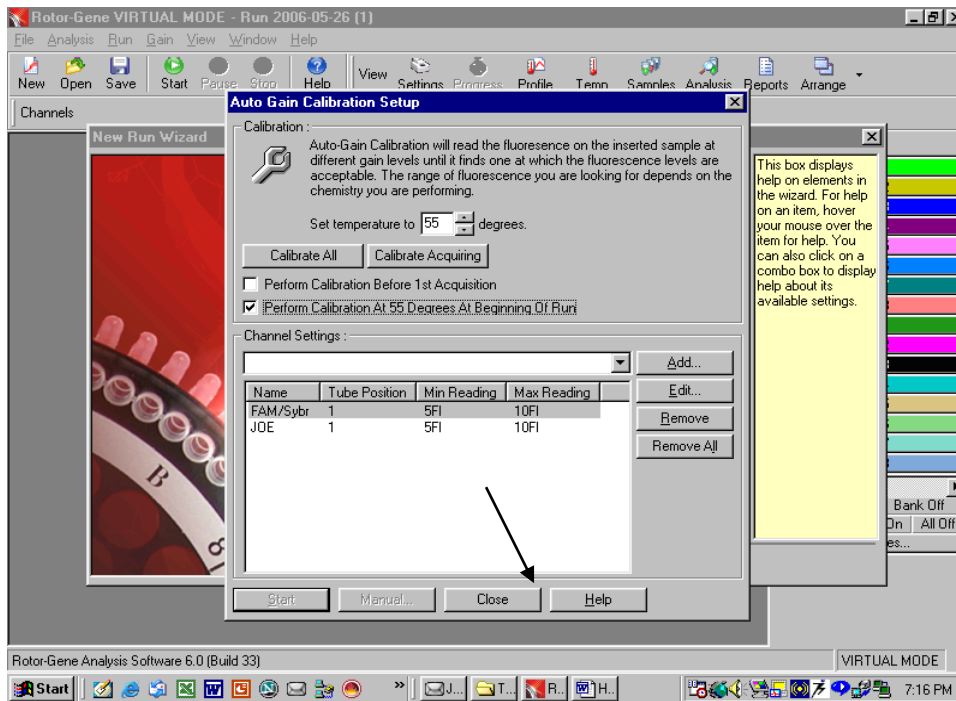 Rotor-Gene VIRTUAL MODE - Run 2006-05-26 (1)
File Analysis Run Gain View Window Help
New Open Save Start Pause Stop Help View Settings Progress Profile Temp Samples Analysis Reports Arrange
Channels
New Run Wizard
Auto Gain Calibration Setup
Calibration :
Auto-Gain Calibration will read the fluoresence on the inserted sample at
different gain levels until it finds one at which the fluorescence levels are
acceptable. The range of fluorescence you are looking for depends on the
chemistry you are performing.
Set temperature to 55 degrees.
Calibrate All Calibrate Acquiring
Perform Calibration Before 1st Acquisition
Perform Calibration At 55 Degrees At Beginning Of Run
Channel Settings :
Add...
Name Tube Position Min Reading Max Reading
Edit...
FAM/Sybr 1 5Fl 10Fl
JOE 1 5Fl 10Fl
Remove
Remove All
Start Manual... Close Help
This box displays
help on elements in
the wizard. For help
on an item, hover
your mouse over the
item for help. You
can also click on a
combo box to display
help about its
available settings.
B
Bank Off
On All Off
es...
Rotor-Gene Analysis Software 6.0 (Build 33) VIRTUAL MODE
Start » J... T... R.. H.. 7:16 PM